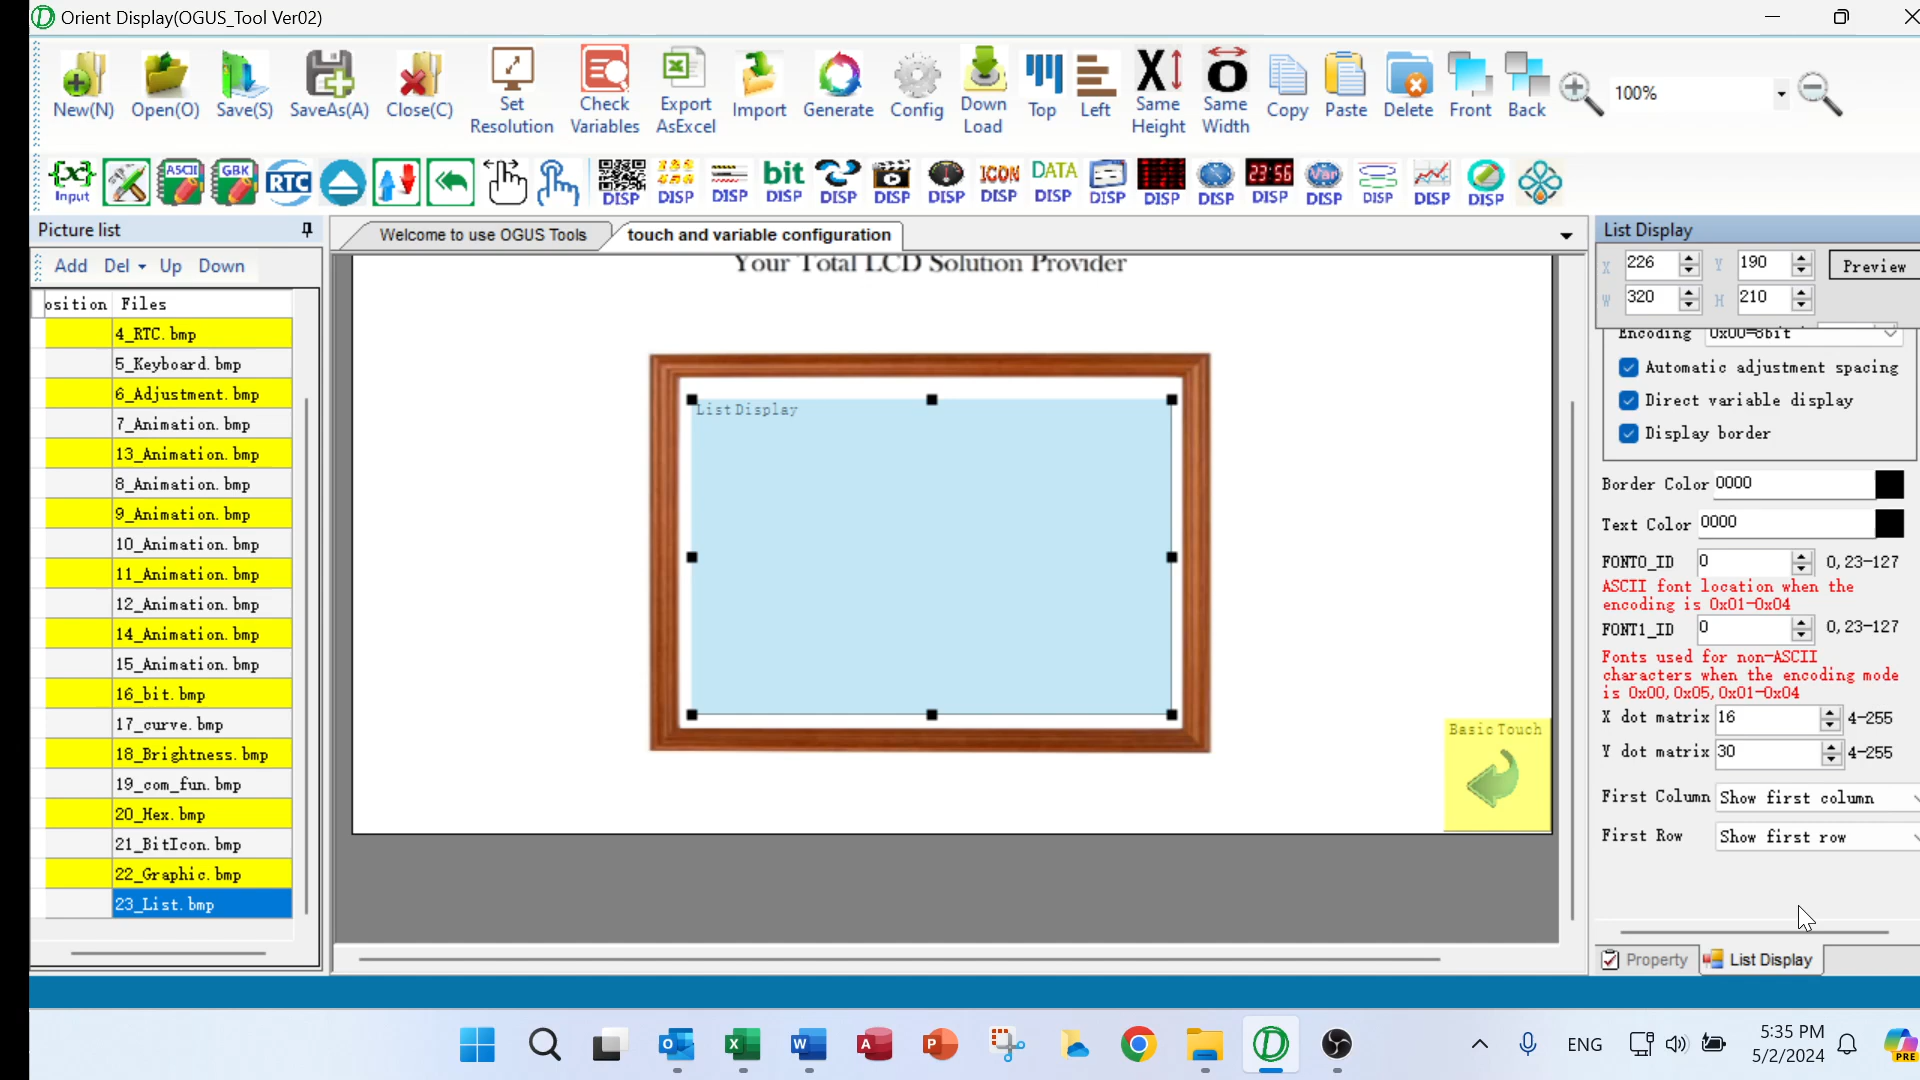 Orient Display(OGUS_Tool Ver02)
New(N) Open(O) Save(S) SaveAs(A) Close(C) Set Resolution Check Variables Export AsExcel Import Generate Config Down Load Top Left Same Height Same Width Copy Paste Delete Front Back 100%
{x} Input ASCII GBK RTC DISP DISP DISP bit DISP DISP DISP DISP ICON DISP DATA DISP DISP DISP DISP 23:56 DISP Var DISP DISP DISP DISP
Picture list
Welcome to use OGUS Tools touch and variable configuration
List Display
Add Del Up Down
X 226 Y 190 Preview
W 320 H 210
osition Files
4_RTC.bmp
5_Keyboard.bmp
6_Adjustment.bmp
7_Animation.bmp
13_Animation.bmp
8_Animation.bmp
9_Animation.bmp
10_Animation.bmp
11_Animation.bmp
12_Animation.bmp
14_Animation.bmp
15_Animation.bmp
16_bit.bmp
17_curve.bmp
18_Brightness.bmp
19_com_fun.bmp
20_Hex.bmp
21_BitIcon.bmp
22_Graphic.bmp
23_List.bmp
Your Total LCD Solution Provider
List Display
Basic Touch
Encoding 0x00=8bit
Automatic adjustment spacing
Direct variable display
Display border
Border Color 0000
Text Color 0000
FONT0_ID 0 0,23-127
ASCII font location when the
encoding is 0x01-0x04
FONT1_ID 0 0,23-127
Fonts used for non-ASCII
characters when the encoding mode
is 0x00,0x05,0x01-0x04
X dot matrix 16 4-255
Y dot matrix 30 4-255
First Column Show first column
First Row Show first row
Property List Display
ENG 5:35 PM
5/2/2024
PRE